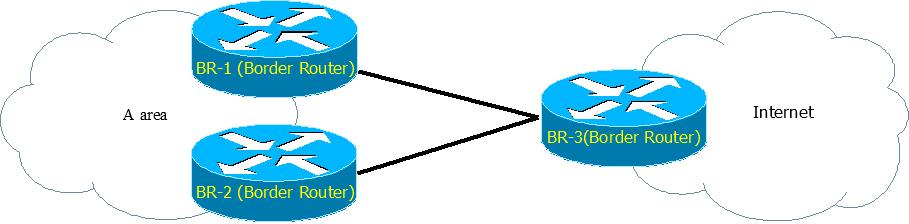 BR-1 (Border Router)
A area
BR-2 (Border Router)
BR-3(Border Router)
Internet